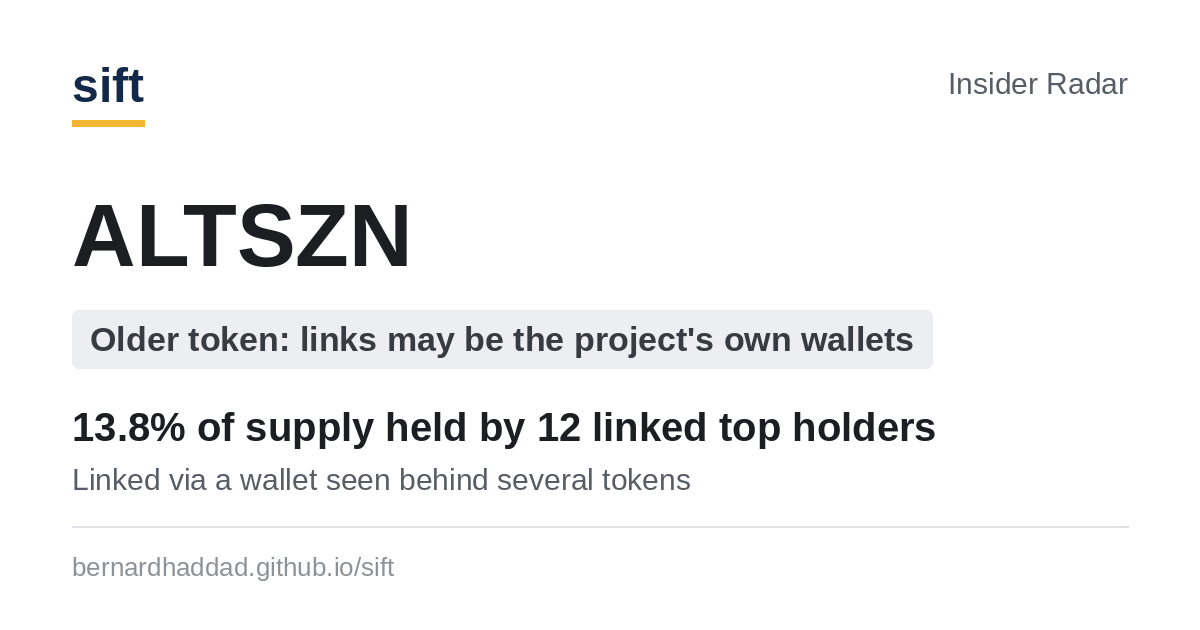 sift
Insider Radar
ALTSZN
Older token: links may be the project's own wallets
13.8% of supply held by 12 linked top holders
Linked via a wallet seen behind several tokens
bernardhaddad.github.io/sift